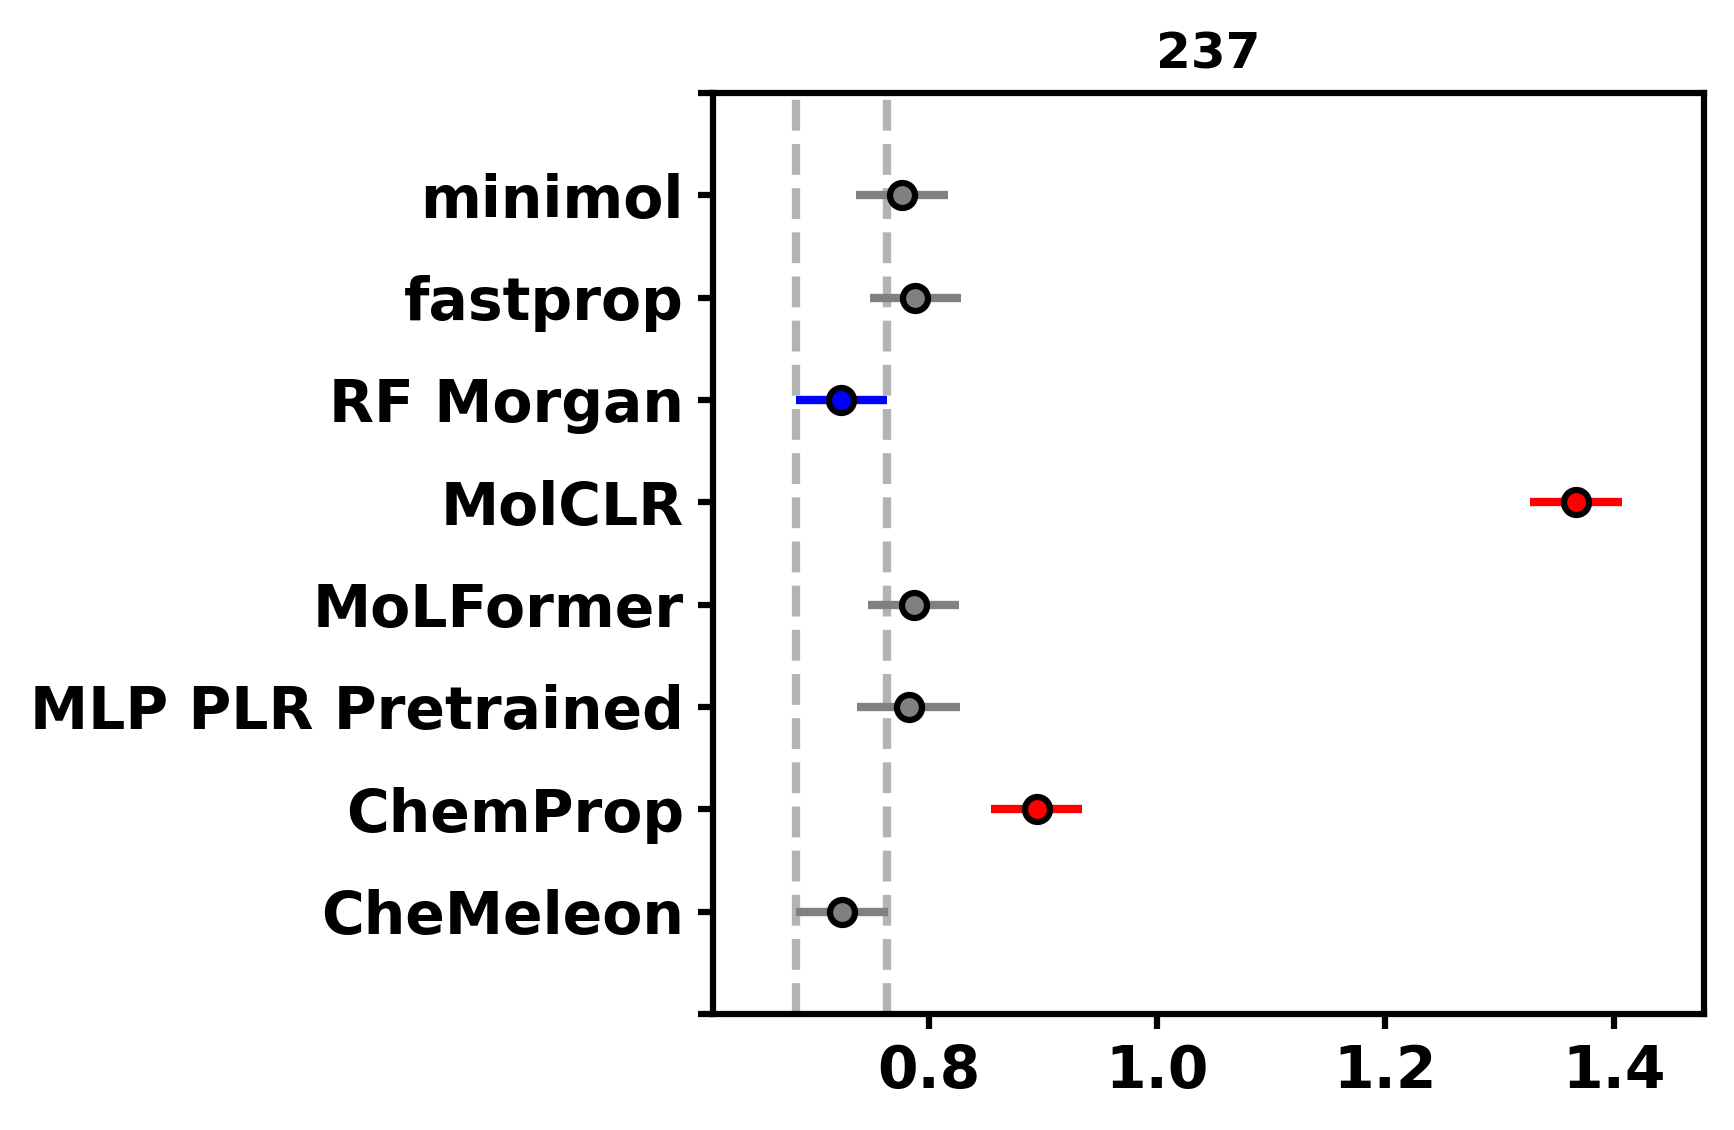 237
minimol
fastprop
RF Morgan
MolCLR
MoLFormer
MLP PLR Pretrained
ChemProp
CheMeleon
0.8 1.0 1.2 1.4